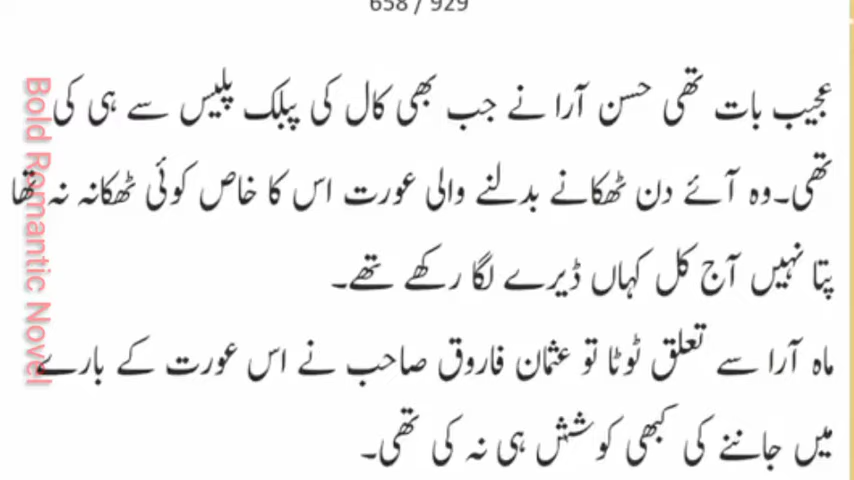 658 / 929
عجیب بات تھی حسن آرا نے جب بھی کال کی پبلک پلیس سے ہی کی
تھی۔وہ آئے دن ٹھکانے بدلنے والی عورت اس کا خاص کوئی ٹھکانہ نہ تھا
پتا نہیں آج کل کہاں ڈیرے لگا رکھے تھے۔
ماہ آرا سے تعلق ٹوٹا تو عثمان فاروق صاحب نے اس عورت کے بارے
میں جاننے کی کبھی کوشش ہی نہ کی تھی۔
Bold Romantic Novel